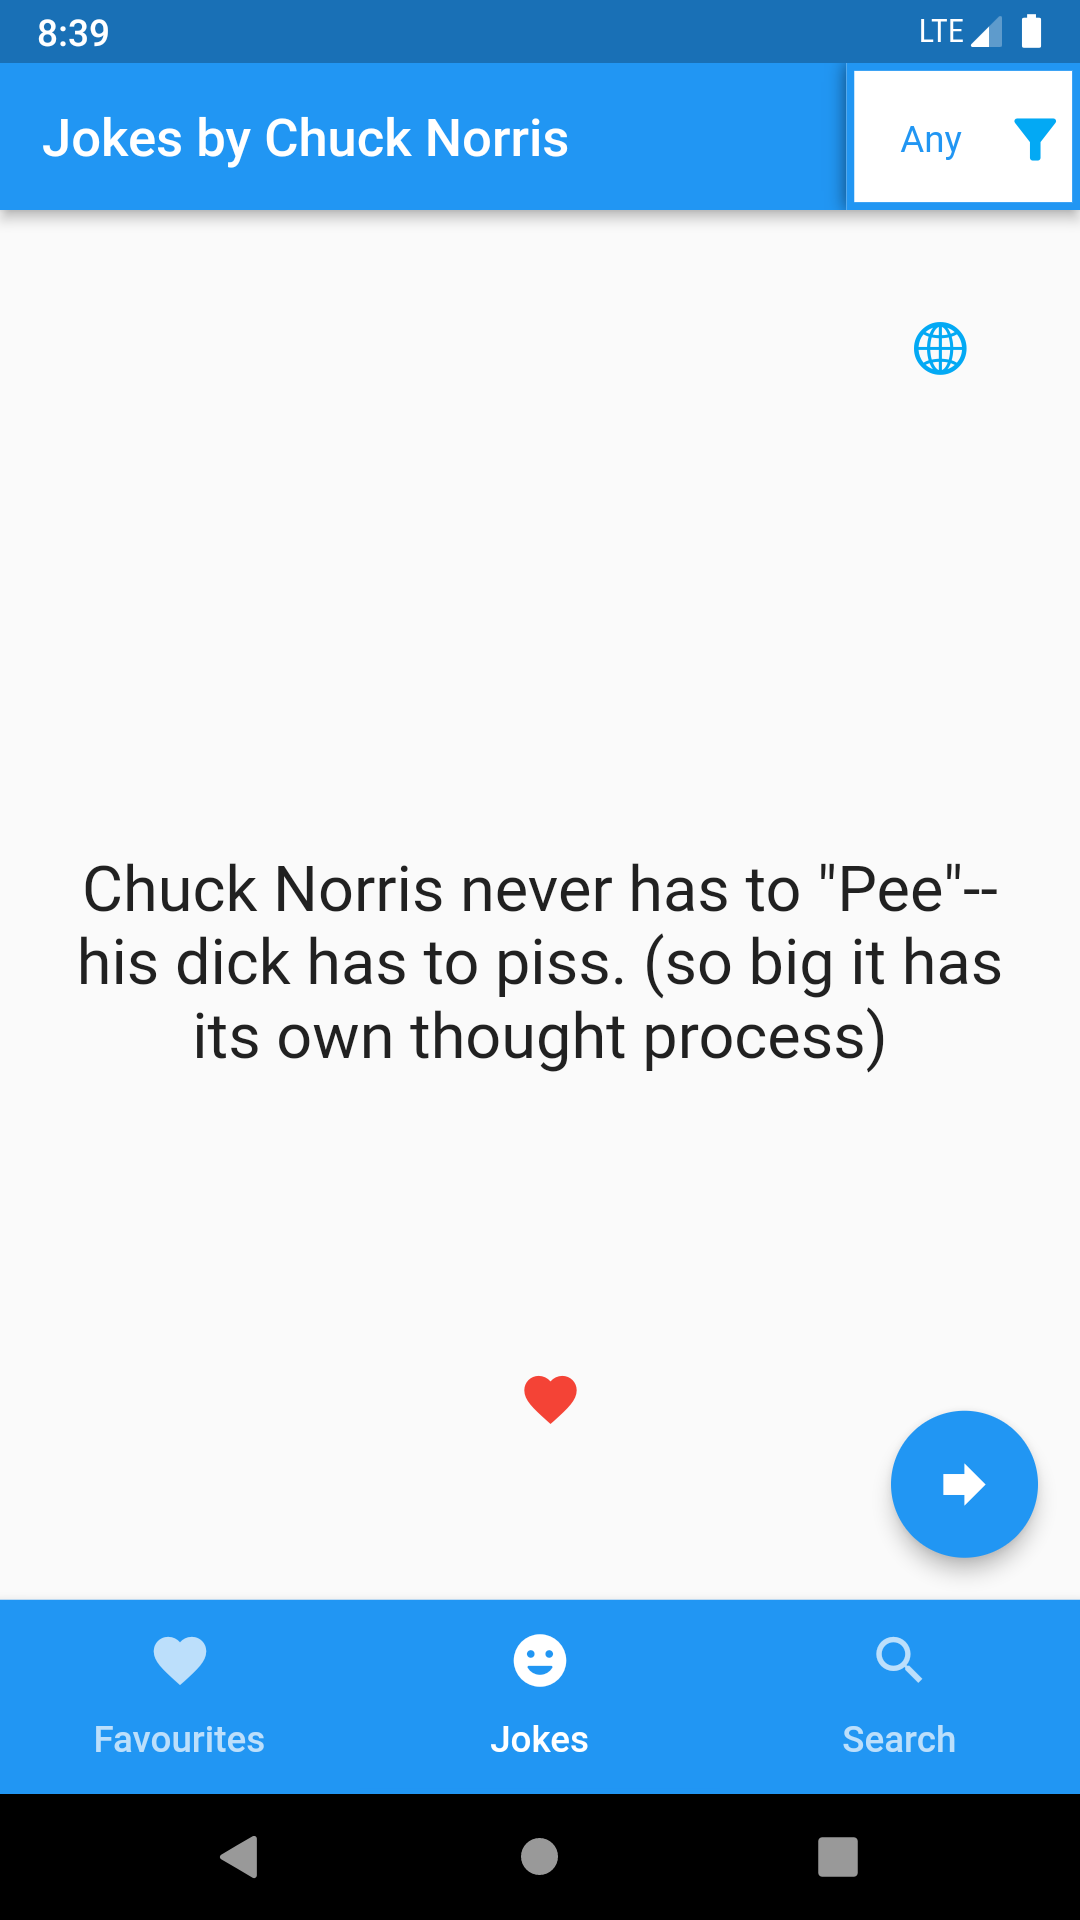 8:39
LTE
Jokes by Chuck Norris
Any
Chuck Norris never has to "Pee"--
his dick has to piss. (so big it has
its own thought process)
Favourites
Jokes
Search